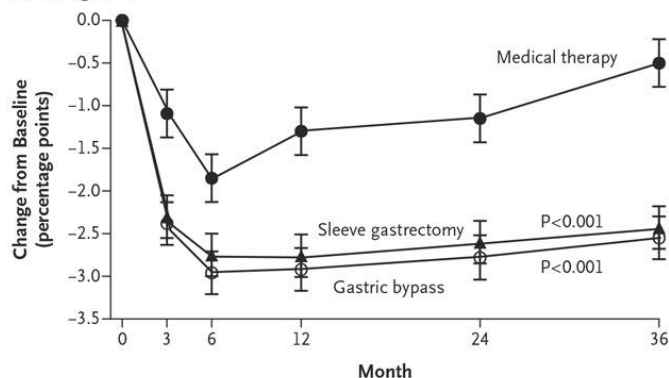 0.0
−0.5
−1.0
−1.5
−2.0
−2.5
−3.0
−3.5
Change from Baseline
(percentage points)
Medical therapy
Sleeve gastrectomy
P<0.001
P<0.001
Gastric bypass
0 3 6 12 24 36
Month